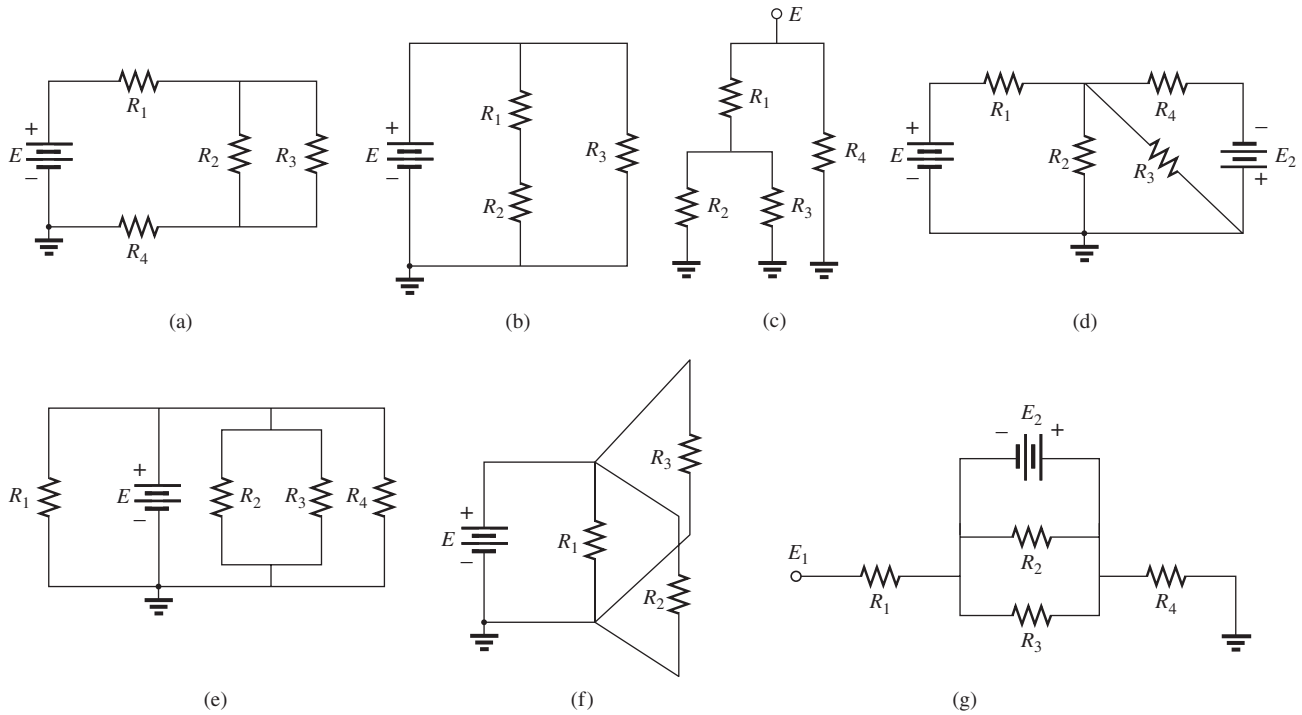 R1
R2
R3
R4
+
E
−
(a)
R1
R2
R3
+
E
−
(b)
E
R1
R2
R3
R4
(c)
+
E
−
R1
R2
R3
R4
−
E2
+
(d)
R1
+
E
−
R2
R3
R4
(e)
+
E
−
R1
R2
R3
(f)
E1
R1
− E2 +
R2
R3
R4
(g)